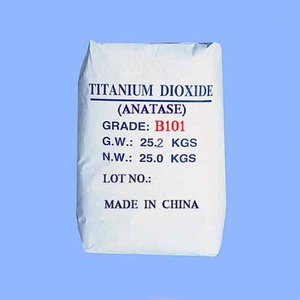 TITANIUM DIOXIDE
(ANATASE)
GRADE: B101
G.W.: 25.2 KGS
N.W.: 25.0 KGS
LOT NO.:
MADE IN CHINA